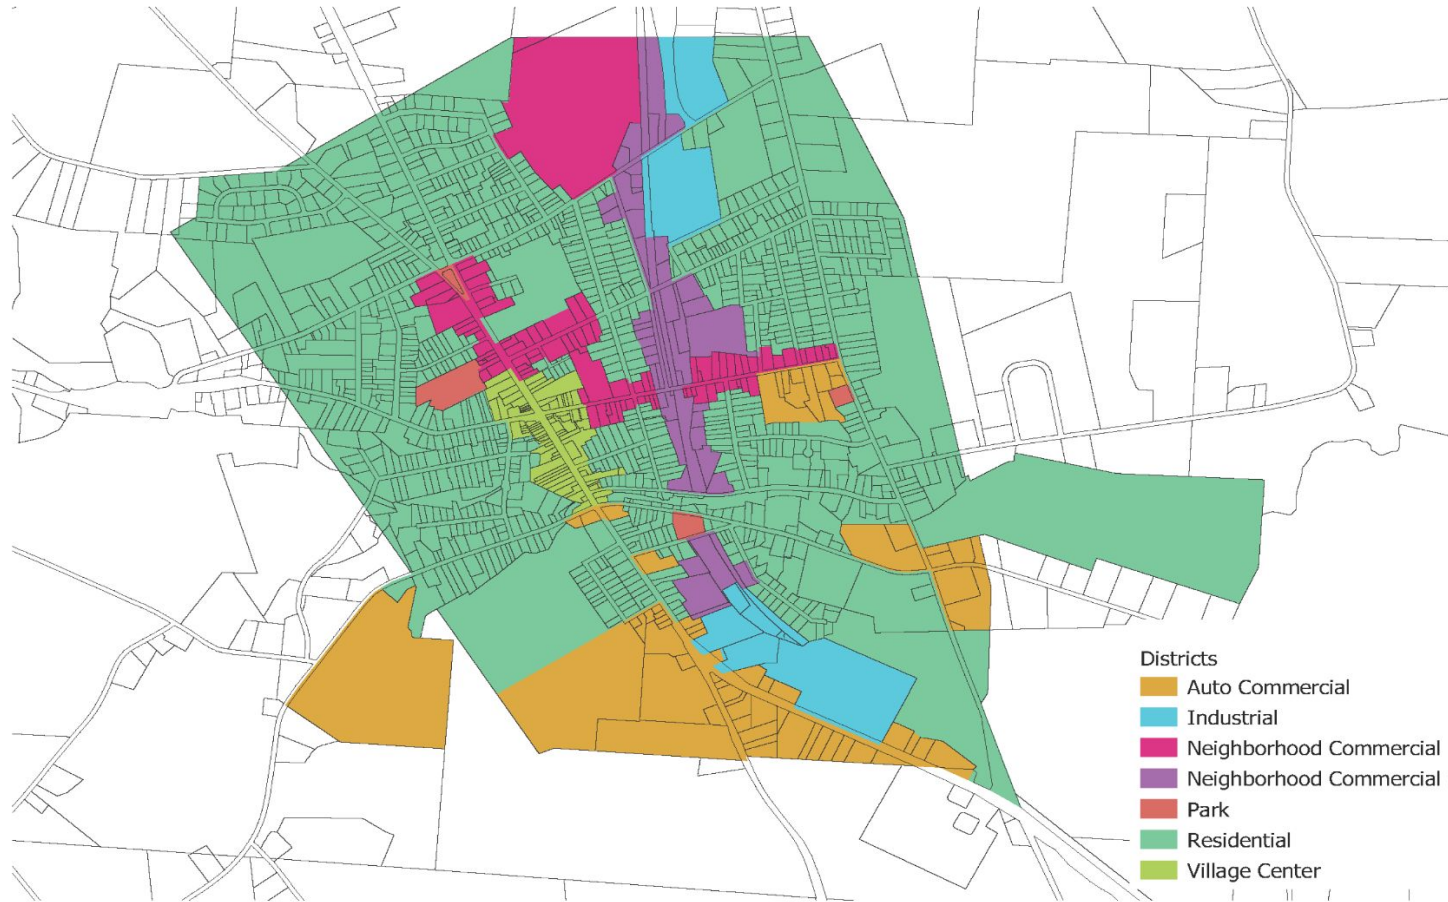 Districts
Auto Commercial
Industrial
Neighborhood Commercial
Neighborhood Commercial
Park
Residential
Village Center